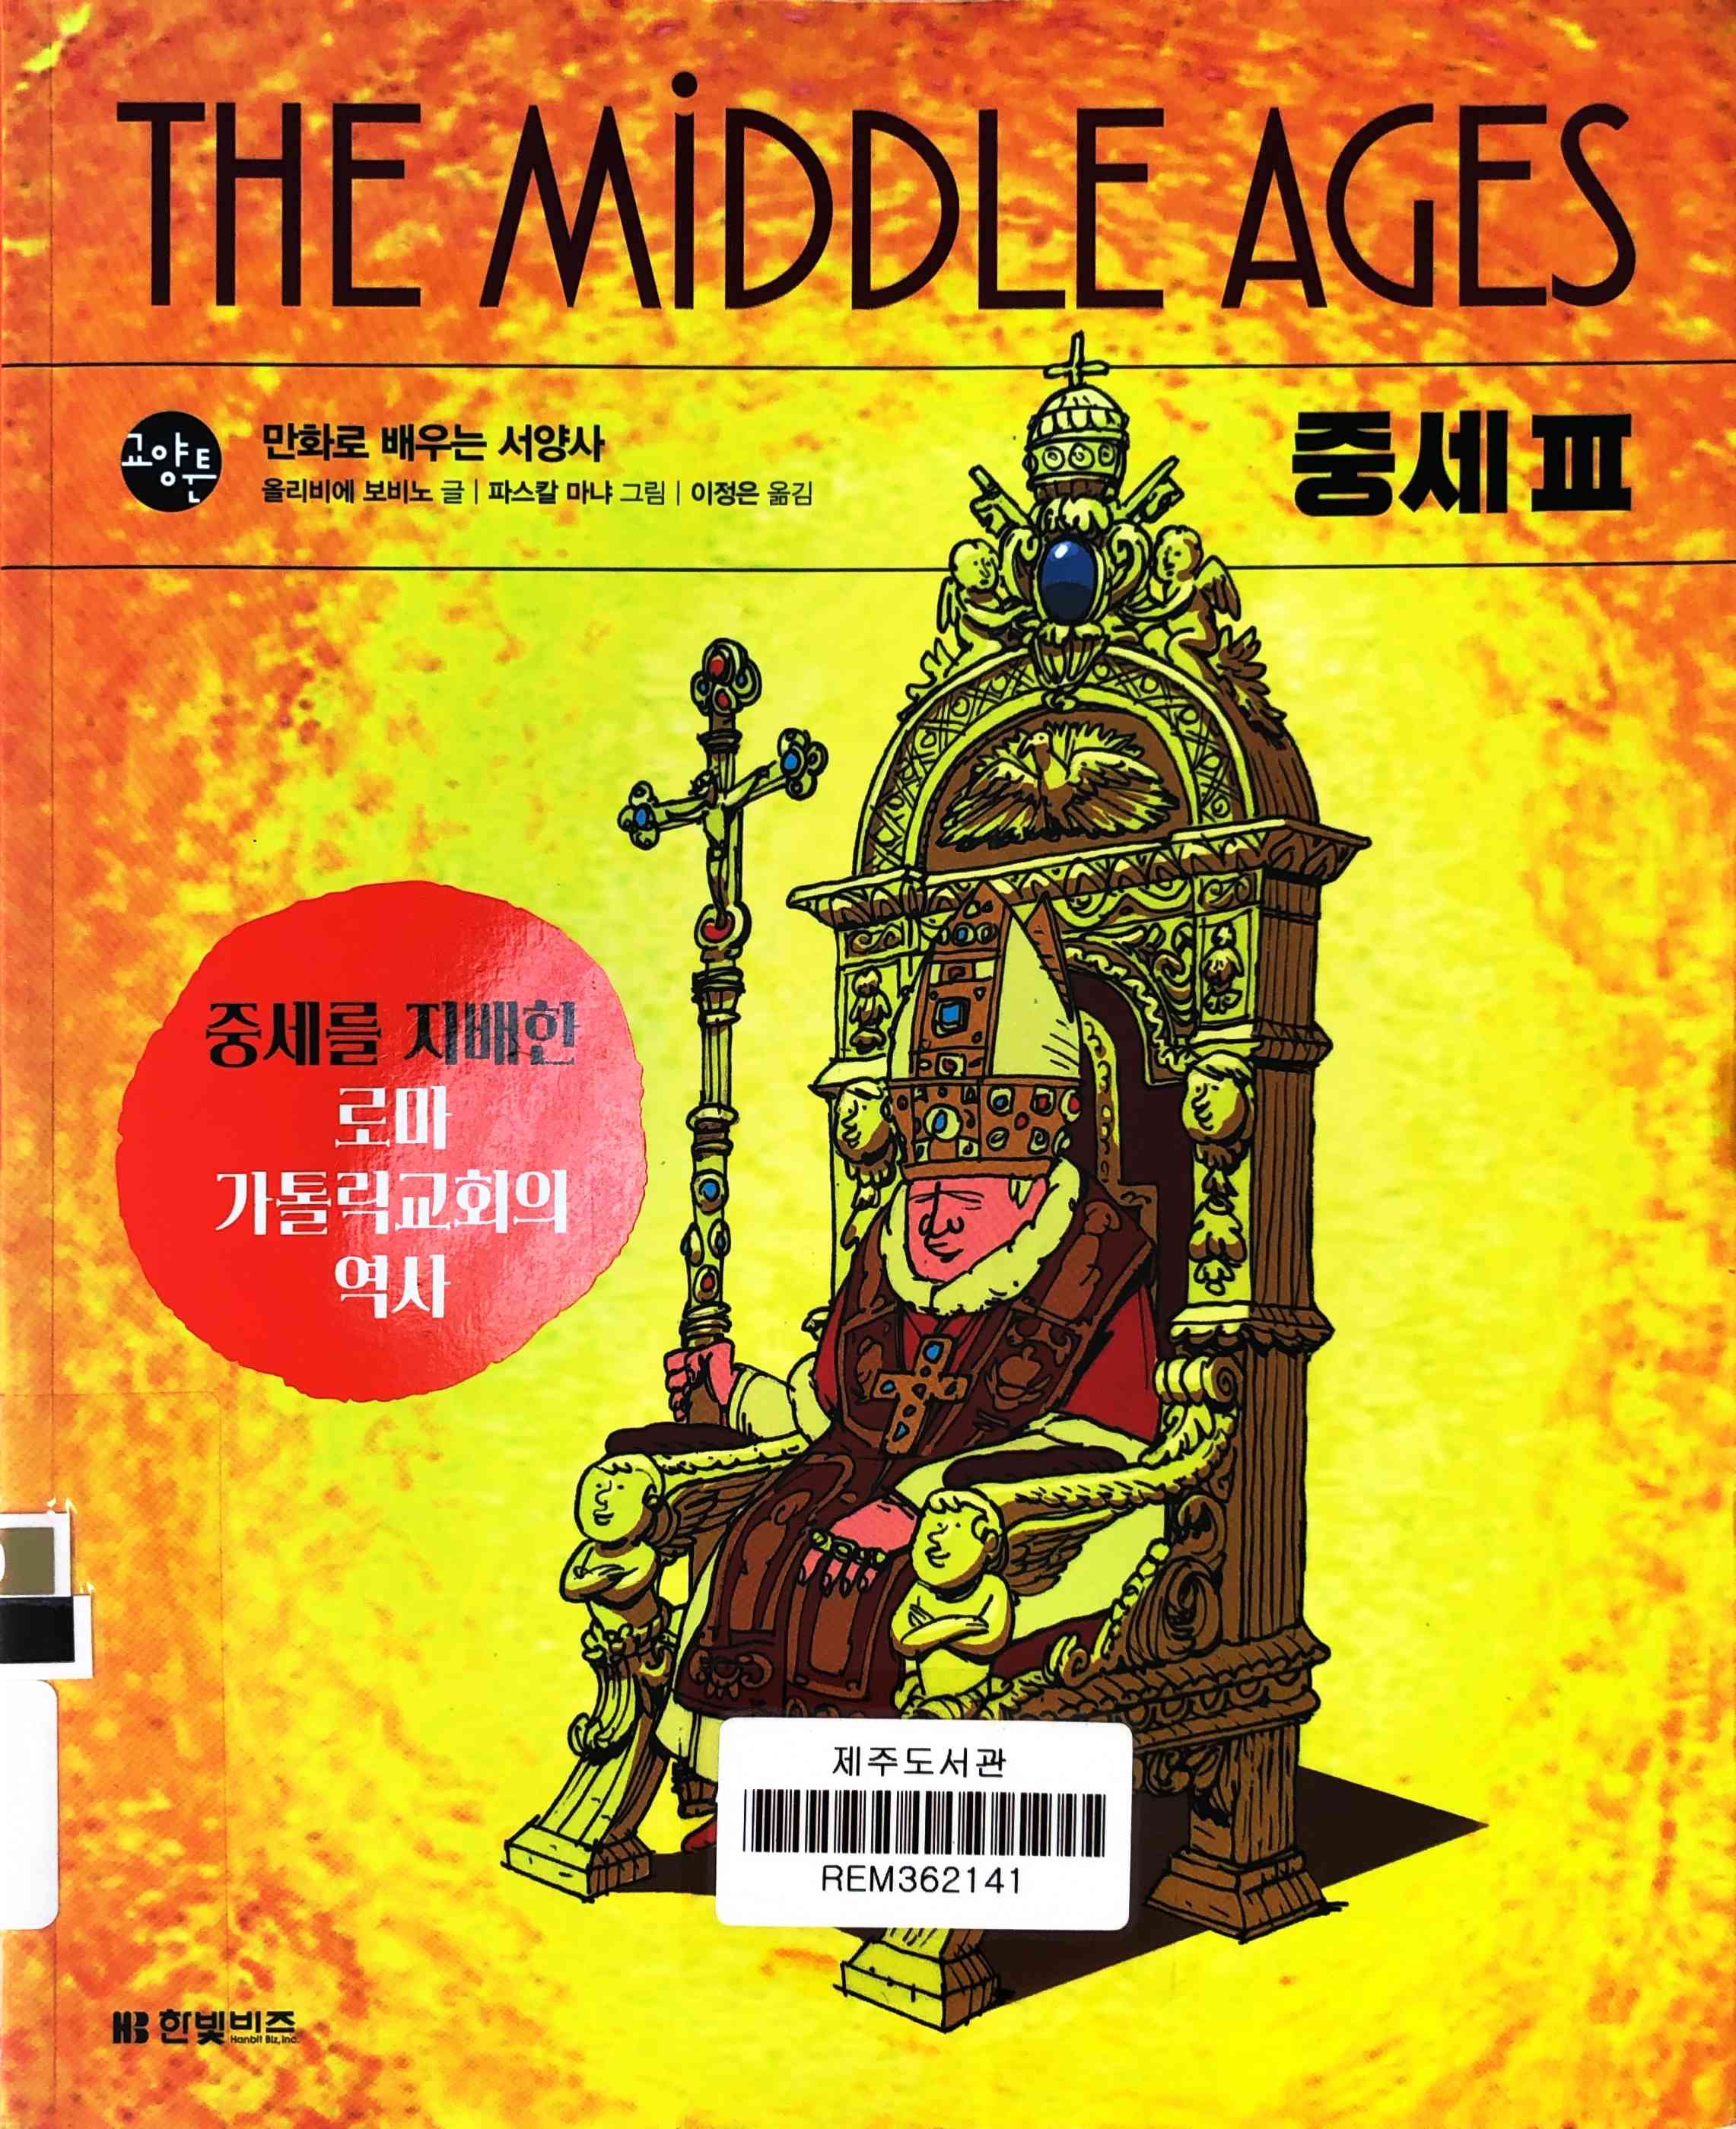 THE MiDDLE AGES
교양툰
만화로 배우는 서양사
올리비에 보비노 글 | 파스칼 마냐 그림 | 이정은 옮김
중세 III
중세를 지배한
로마
가톨릭교회의
역사
제주도서관
REM362141
HB 한빛비즈
Hanbit Biz, Inc.